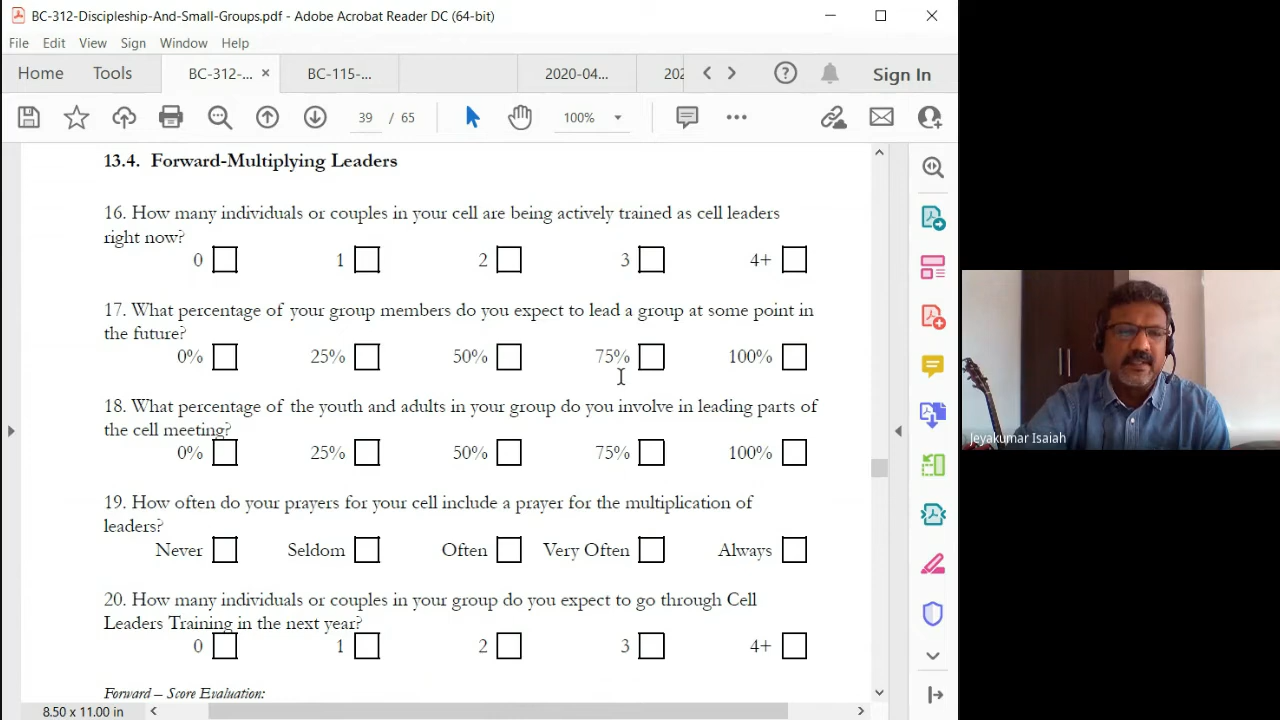 BC-312-Discipleship-And-Small-Groups.pdf - Adobe Acrobat Reader DC (64-bit)
File Edit View Sign Window Help
Home Tools BC-312-... BC-115-... 2020-04... 202 Sign In
39 / 65 100%
13.4. Forward-Multiplying Leaders
16. How many individuals or couples in your cell are being actively trained as cell leaders
right now?
0 1 2 3 4+
17. What percentage of your group members do you expect to lead a group at some point in
the future?
0% 25% 50% 75% 100%
18. What percentage of the youth and adults in your group do you involve in leading parts of
the cell meeting?
0% 25% 50% 75% 100%
19. How often do your prayers for your cell include a prayer for the multiplication of
leaders?
Never Seldom Often Very Often Always
20. How many individuals or couples in your group do you expect to go through Cell
Leaders Training in the next year?
0 1 2 3 4+
Forward – Score Evaluation:
8.50 x 11.00 in
Jeyakumar Isaiah